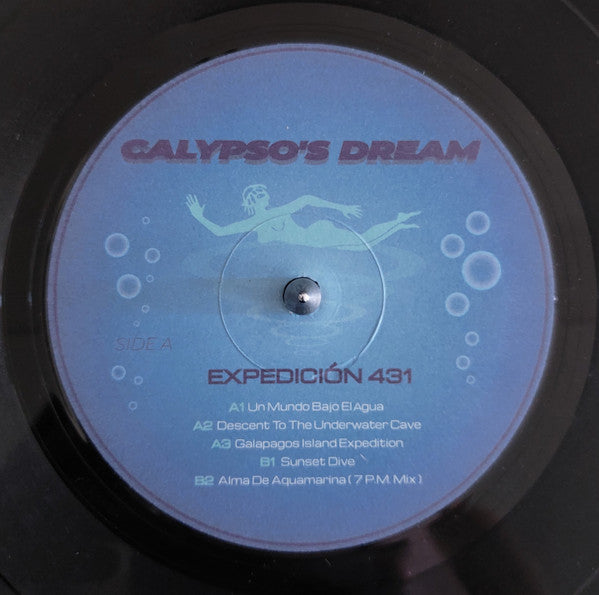 CALYPSO'S DREAM
SIDE A
EXPEDICIÓN 431
A1 Un Mundo Bajo El Agua
A2 Descent To The Underwater Cave
A3 Galapagos Island Expedition
B1 Sunset Dive
B2 Alma De Aquamarina ( 7 P.M. Mix )